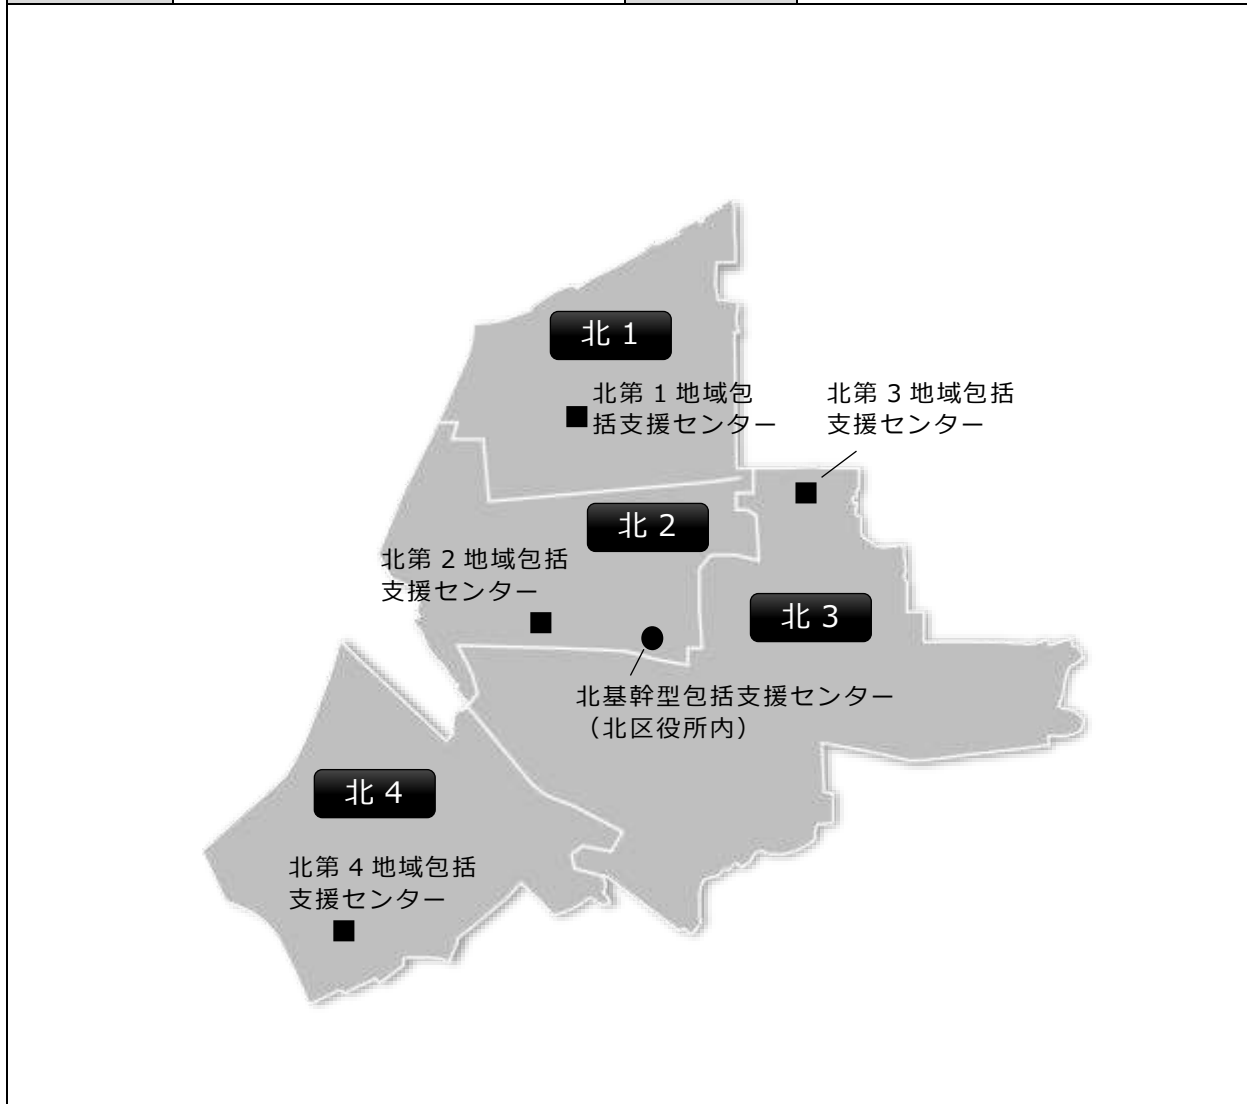 北 1
北第 1 地域包
括支援センター
北第 3 地域包括
支援センター
北 2
北第 2 地域包括
支援センター
北 3
北基幹型包括支援センター
（北区役所内）
北 4
北第 4 地域包括
支援センター